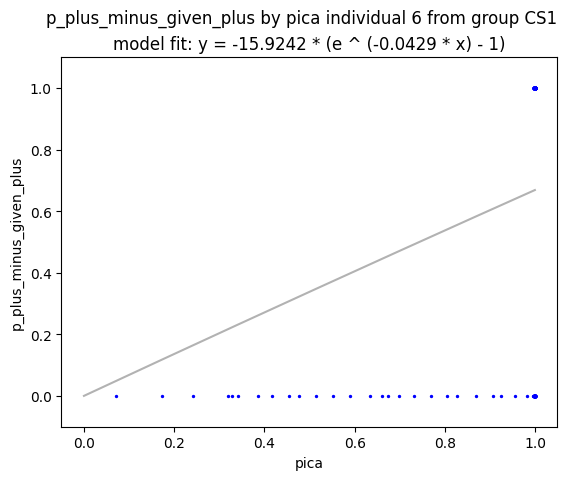 p_plus_minus_given_plus by pica individual 6 from group CS1
model fit: y = -15.9242 * (e ^ (-0.0429 * x) - 1)
1.0
0.8
0.6
0.4
0.2
0.0
p_plus_minus_given_plus
0.0 0.2 0.4 0.6 0.8 1.0
pica